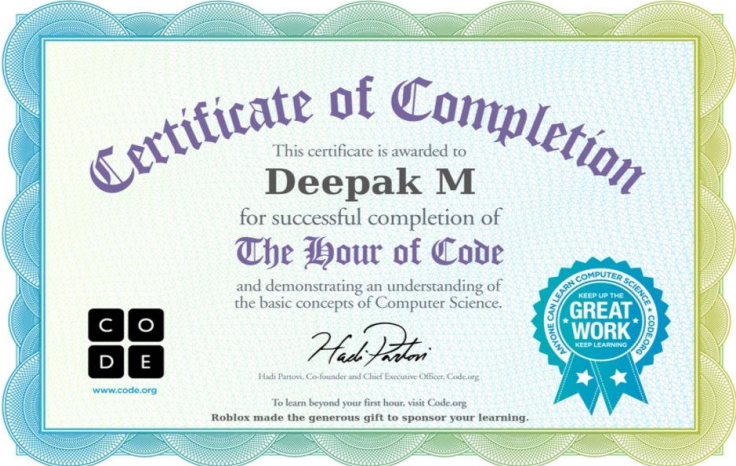 Certificate of Completion
This certificate is awarded to
Deepak M
for successful completion of
The Hour of Code
and demonstrating an understanding of
the basic concepts of Computer Science.
Hadi Partovi
Hadi Partovi, Co-founder and Chief Executive Officer, Code.org
To learn beyond your first hour, visit Code.org
Roblox made the generous gift to sponsor your learning.
C O
D E
www.code.org
ANYONE CAN LEARN COMPUTER SCIENCE • CODE.ORG
KEEP UP THE
GREAT
WORK
KEEP LEARNING